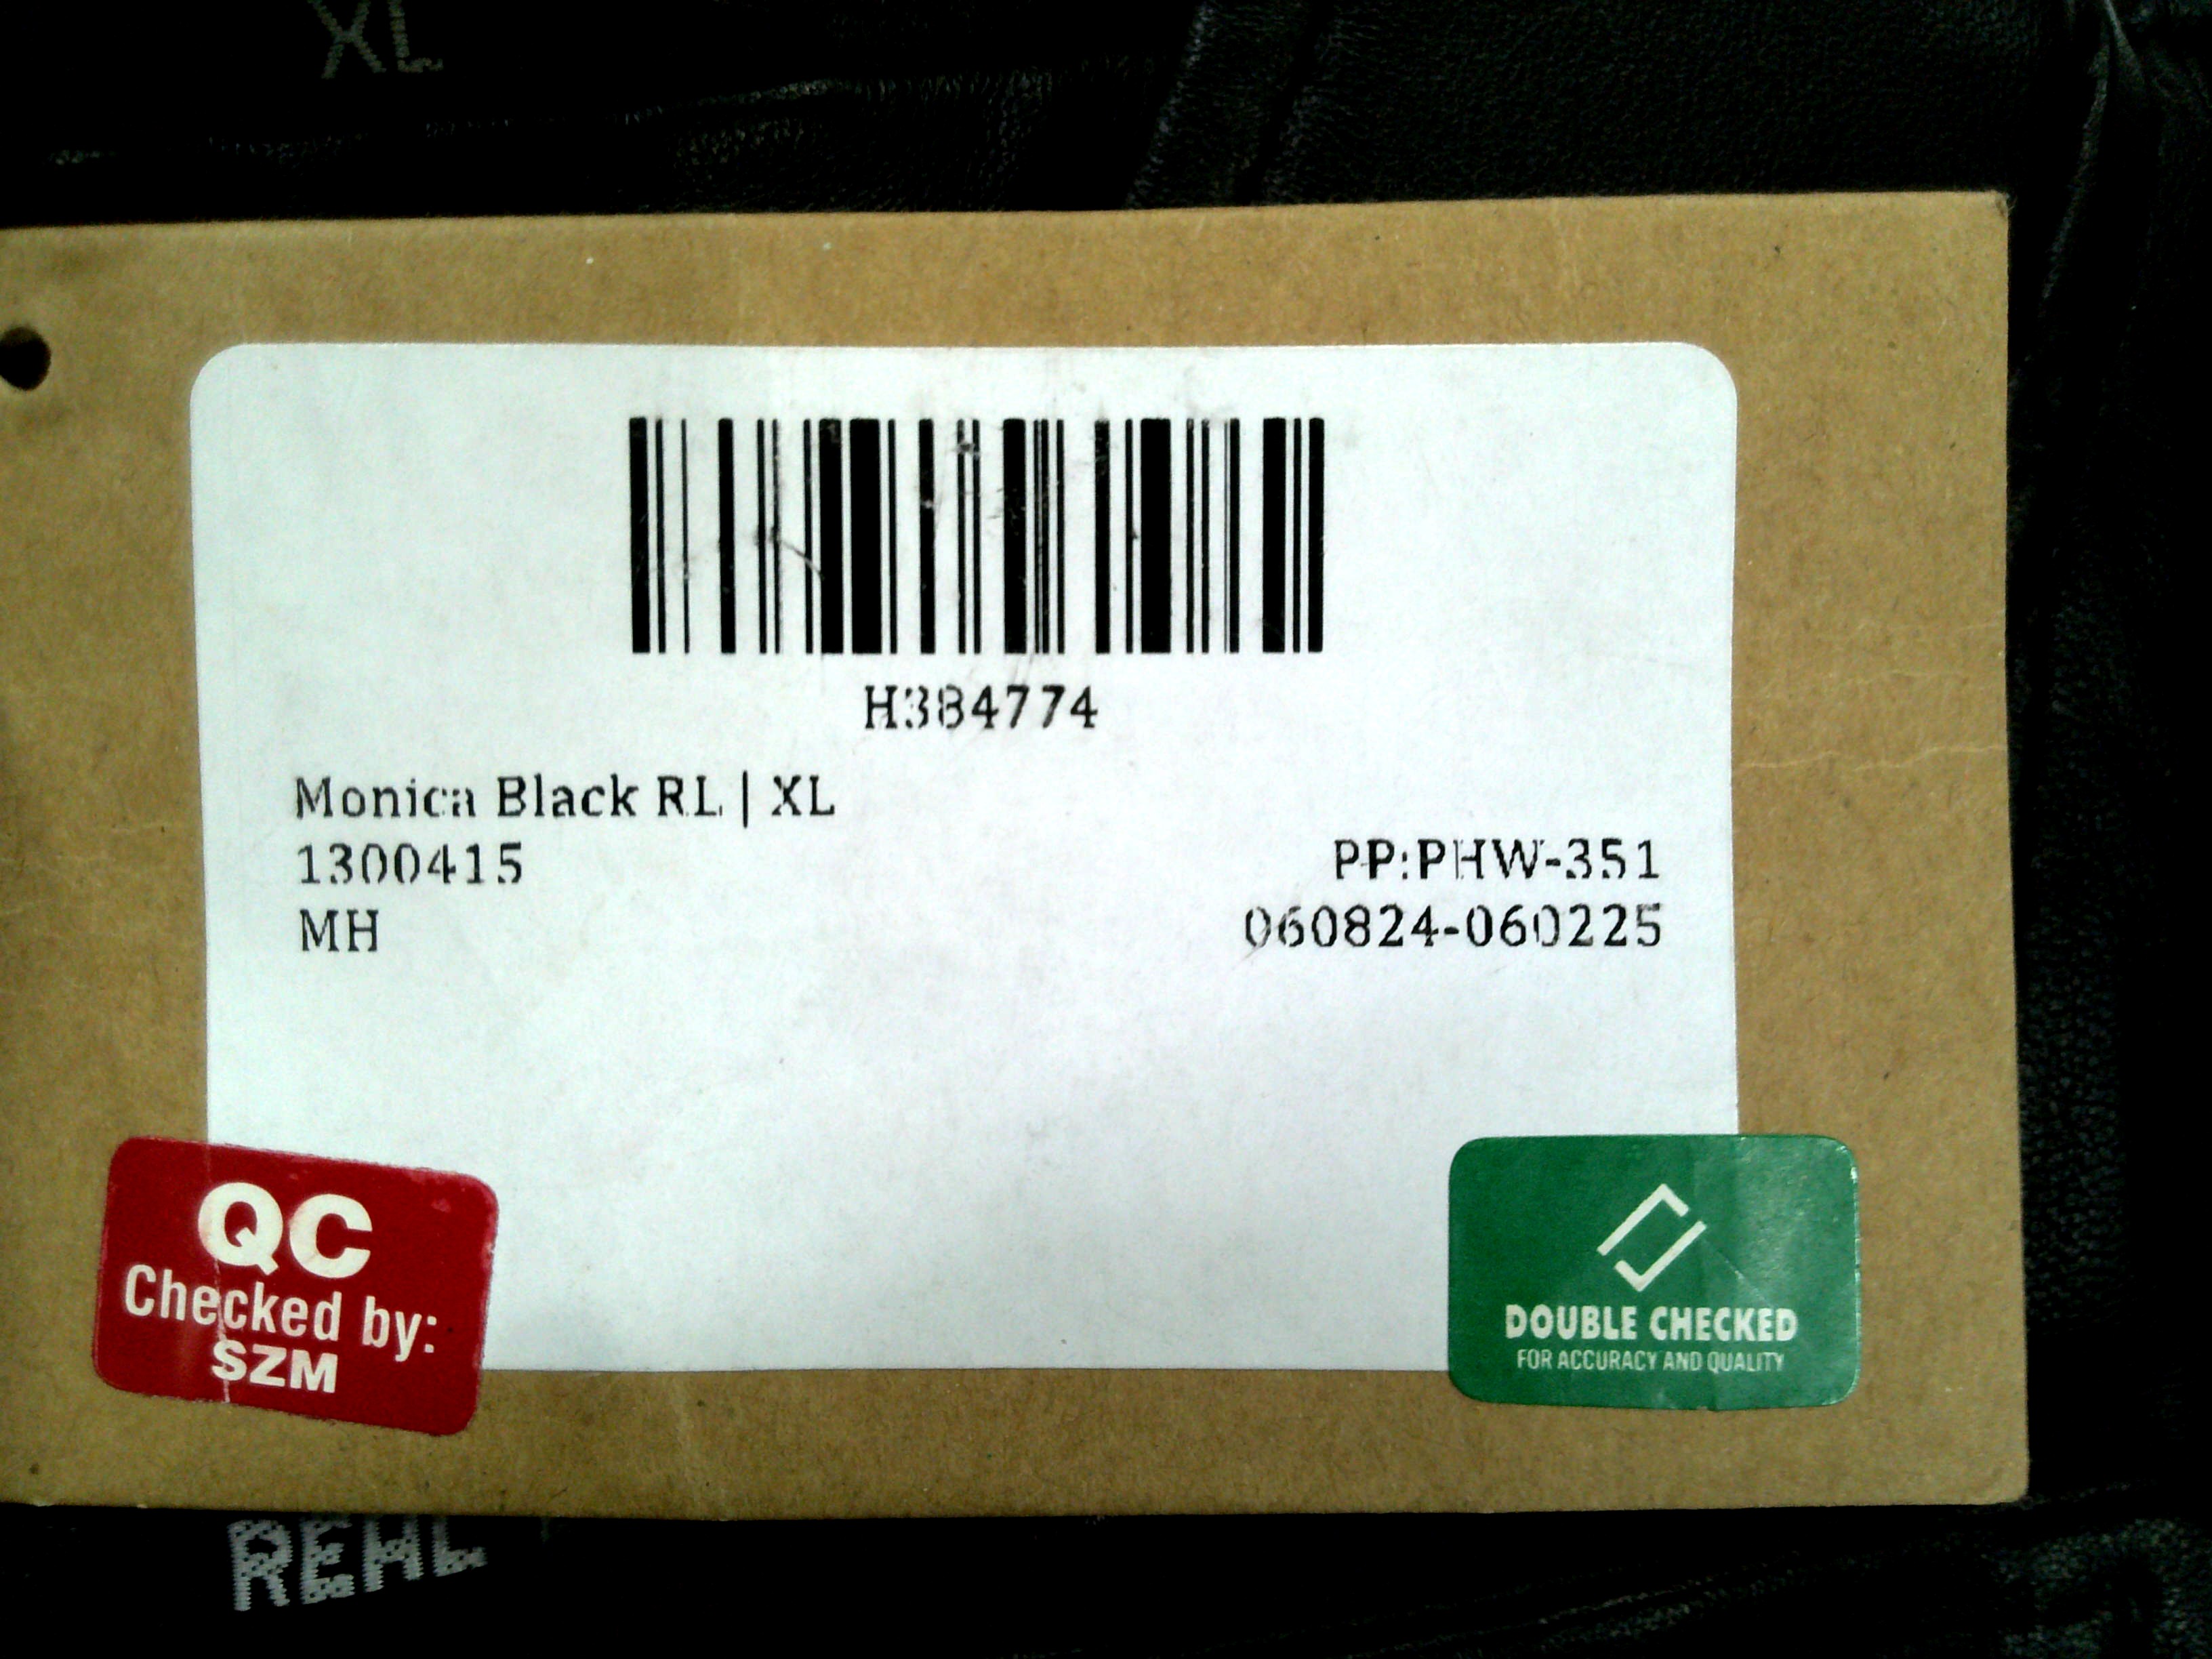 XL
H384774
Monica Black RL | XL
1300415
PP:PHW-351
MH
060824-060225
QC
Checked by:
SZM
DOUBLE CHECKED
FOR ACCURACY AND QUALITY
REAL